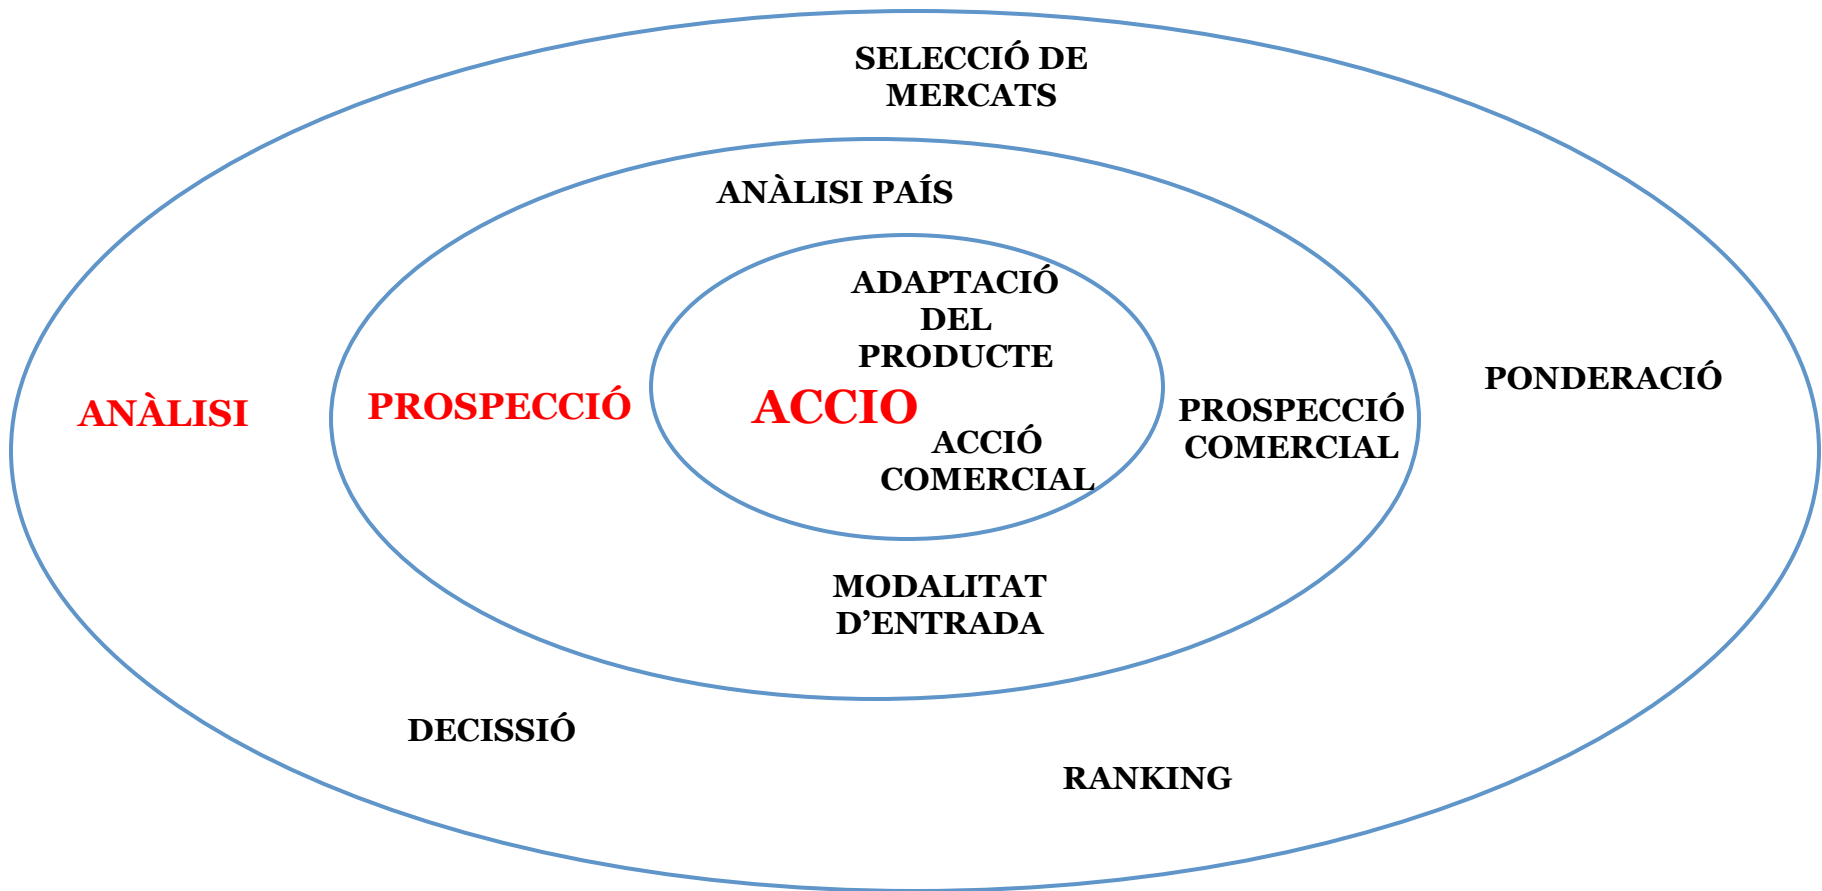 SELECCIÓ DE
MERCATS
ANÀLISI PAÍS
ADAPTACIÓ
DEL
PRODUCTE
ANÀLISI
PROSPECCIÓ
ACCIO
PROSPECCIÓ
COMERCIAL
PONDERACIÓ
ACCIÓ
COMERCIAL
MODALITAT
D’ENTRADA
DECISSIÓ
RANKING